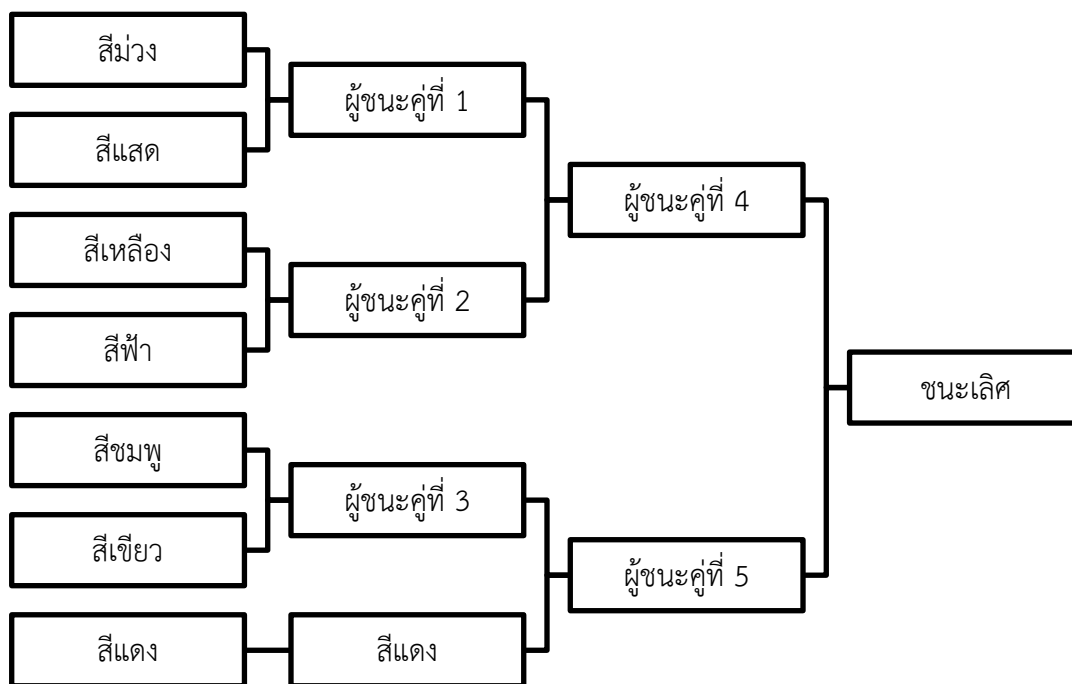 สีม่วง
สีแสด
สีเหลือง
สีฟ้า
สีชมพู
สีเขียว
สีแดง
ผู้ชนะคู่ที่ 1
ผู้ชนะคู่ที่ 2
ผู้ชนะคู่ที่ 3
สีแดง
ผู้ชนะคู่ที่ 4
ผู้ชนะคู่ที่ 5
ชนะเลิศ